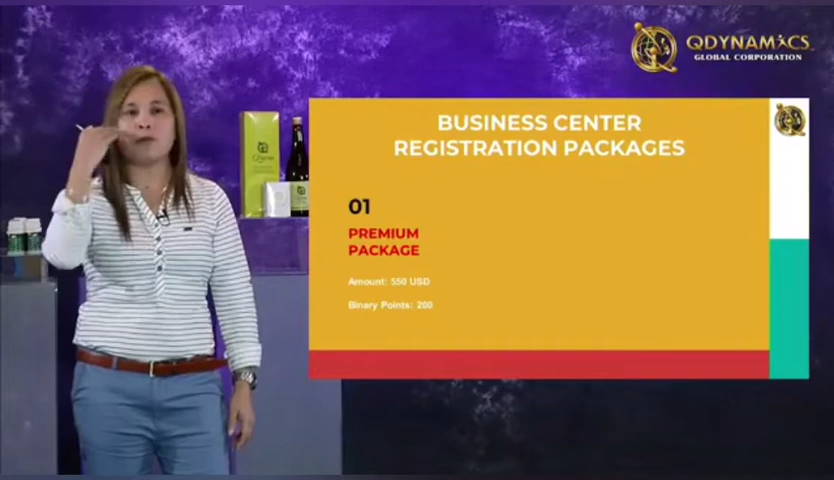 QDYNAMICS
GLOBAL CORPORATION
BUSINESS CENTER
REGISTRATION PACKAGES
01
PREMIUM
PACKAGE
Amount: 550 USD
Binary Points: 200